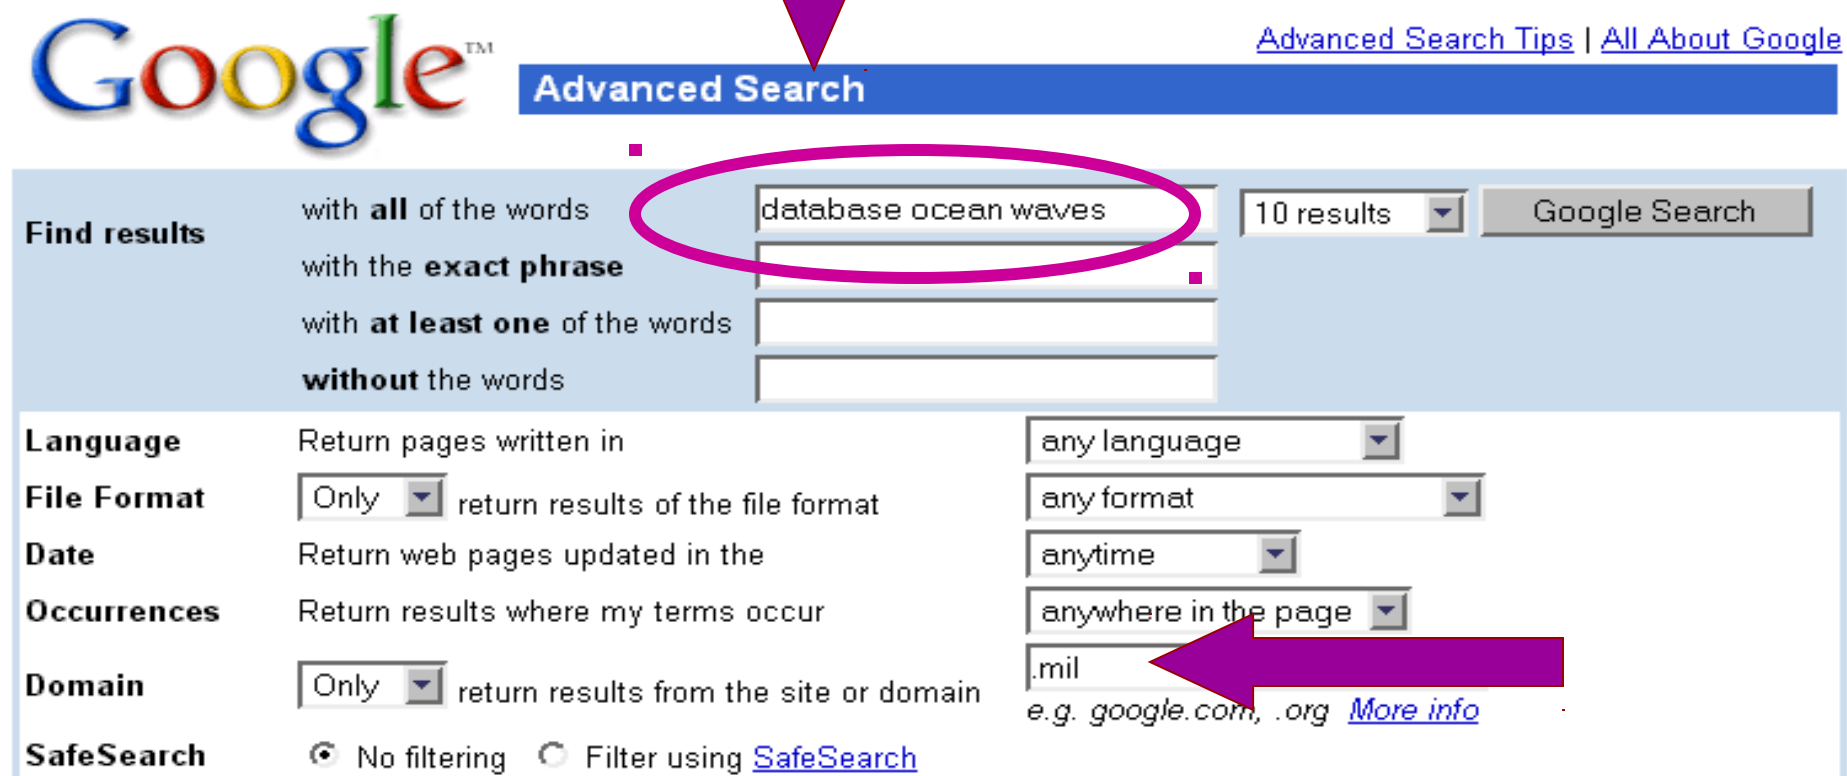 Google™
Advanced Search Tips | All About Google
Advanced Search
Find results
with all of the words database ocean waves 10 results Google Search
with the exact phrase
with at least one of the words
without the words
Language Return pages written in any language
File Format Only return results of the file format any format
Date Return web pages updated in the anytime
Occurrences Return results where my terms occur anywhere in the page
Domain Only return results from the site or domain .mil
e.g. google.com, .org More info
SafeSearch No filtering Filter using SafeSearch